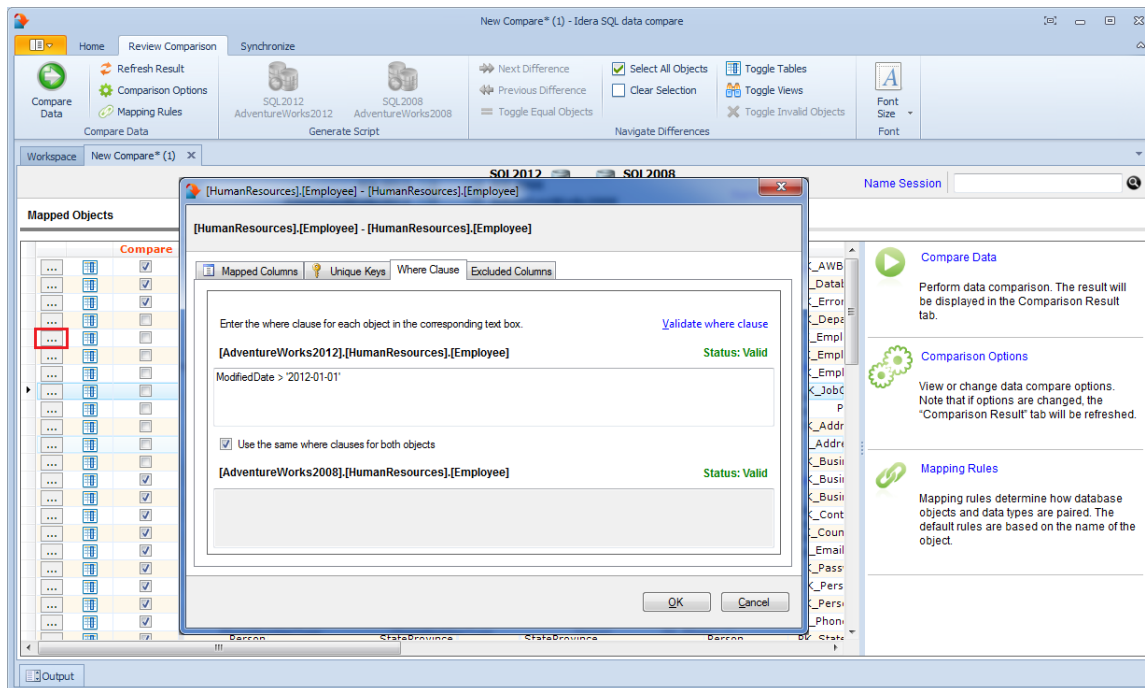 New Compare* (1) - Idera SQL data compare
Home
Review Comparison
Synchronize
Compare Data
Refresh Result
Comparison Options
Mapping Rules
Compare Data
SQL2012
AdventureWorks2012
SQL2008
AdventureWorks2008
Generate Script
Next Difference
Previous Difference
Toggle Equal Objects
Select All Objects
Clear Selection
Navigate Differences
Toggle Tables
Toggle Views
Toggle Invalid Objects
Font
Size
Font
Workspace
New Compare* (1)
SQL2012
SQL2008
Name Session
Mapped Objects
Compare
[HumanResources].[Employee] - [HumanResources].[Employee]
[HumanResources].[Employee] - [HumanResources].[Employee]
Mapped Columns
Unique Keys
Where Clause
Excluded Columns
Enter the where clause for each object in the corresponding text box.
Validate where clause
[AdventureWorks2012].[HumanResources].[Employee]
Status: Valid
ModifiedDate > '2012-01-01'
Use the same where clauses for both objects
[AdventureWorks2008].[HumanResources].[Employee]
Status: Valid
OK
Cancel
Person
StateProvince
StateProvince
Person
PK_State
Compare Data
Perform data comparison. The result will
be displayed in the Comparison Result
tab.
Comparison Options
View or change data compare options.
Note that if options are changed, the
"Comparison Result" tab will be refreshed.
Mapping Rules
Mapping rules determine how database
objects and data types are paired. The
default rules are based on the name of the
object.
Output